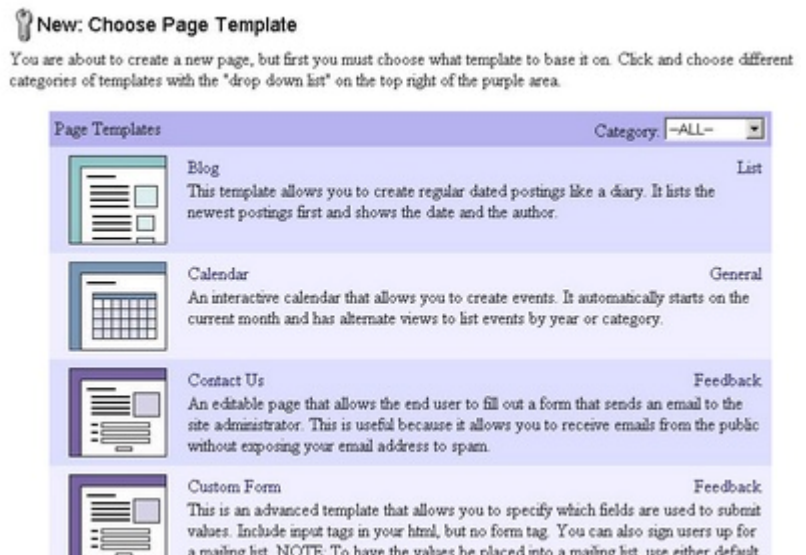 New: Choose Page Template
You are about to create a new page, but first you must choose what template to base it on. Click and choose different
categories of templates with the "drop down list" on the top right of the purple area.
Page Templates Category: --ALL--
Blog List
This template allows you to create regular dated postings like a diary. It lists the
newest postings first and shows the date and the author.
Calendar General
An interactive calendar that allows you to create events. It automatically starts on the
current month and has alternate views to list events by year or category.
Contact Us Feedback
An editable page that allows the end user to fill out a form that sends an email to the
site administrator. This is useful because it allows you to receive emails from the public
without exposing your email address to spam.
Custom Form Feedback
This is an advanced template that allows you to specify which fields are used to submit
values. Include input tags in your html, but no form tag. You can also sign users up for
a mailing list. NOTE: To have the values be placed into a mailing list, use either default